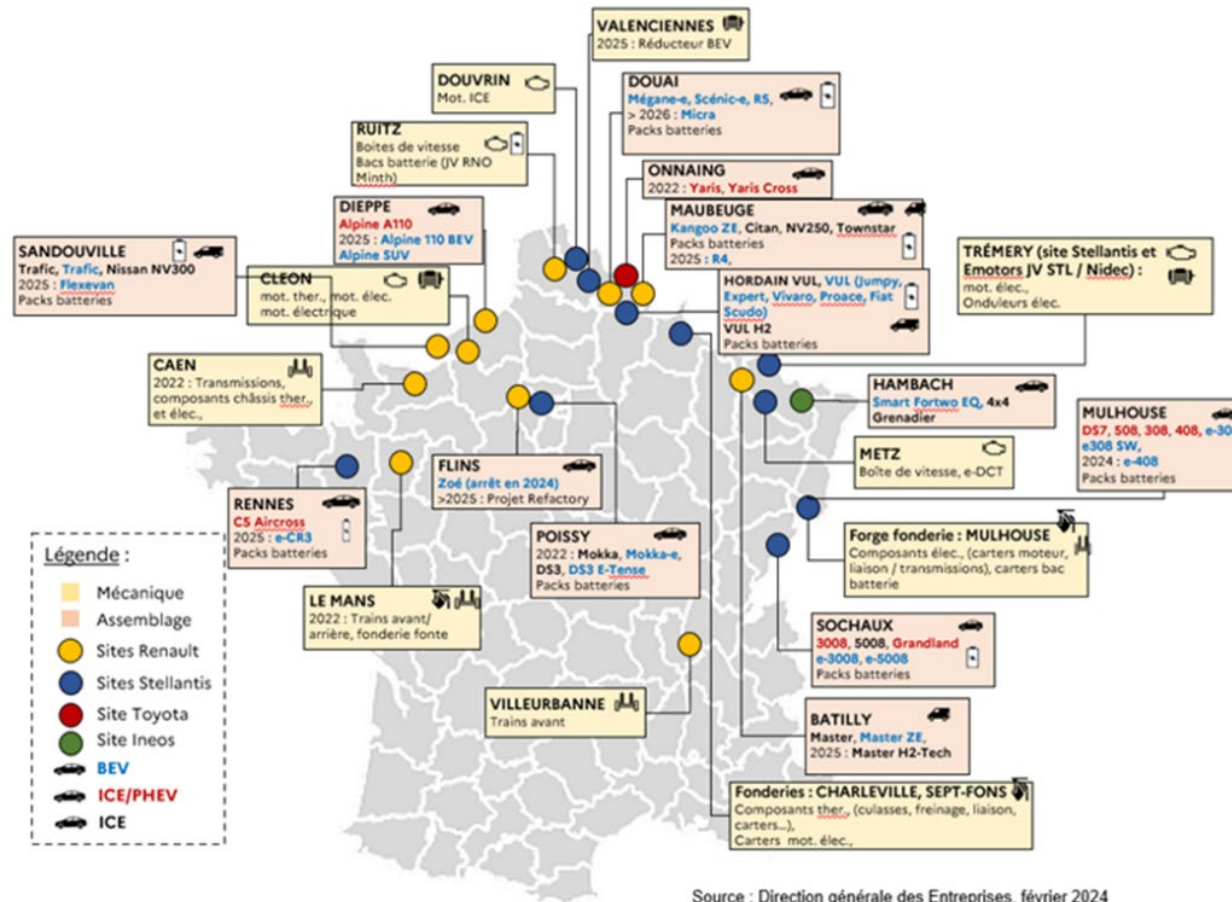 VALENCIENNES
2025 : Réducteur BEV
DOUVRIN
Mot. ICE
DOUAI
Mégane-e, Scénic-e, R5,
> 2026 : Micra
Packs batteries
RUITZ
Boites de vitesse
Bacs batterie (JV RNO
Minth)
ONNAING
2022 : Yaris, Yaris Cross
DIEPPE
Alpine A110
2025 : Alpine 110 BEV
Alpine SUV
MAUBEUGE
Kangoo ZE, Citan, NV250, Townstar
Packs batteries
2025 : R4,
SANDOUVILLE
Trafic, Trafic, Nissan NV300
2025 : Flexevan
Packs batteries
CLEON
mot. ther., mot. élec.
mot. électrique
HORDAIN VUL, VUL (Jumpy,
Expert, Vivaro, Proace, Fiat
Scudo)
VUL H2
Packs batteries
TRÉMERY (site Stellantis et
Emotors JV STL / Nidec) :
mot. élec.,
Onduleurs élec.
CAEN
2022 : Transmissions,
composants châssis ther.,
et élec.,
HAMBACH
Smart Fortwo EQ, 4x4
Grenadier
MULHOUSE
DS7, 508, 308, 408, e-30
e308 SW,
2024 : e-408
Packs batteries
METZ
Boîte de vitesse, e-DCT
FLINS
Zoé (arrêt en 2024)
>2025 : Projet Refactory
RENNES
C5 Aircross
2025 : e-CR3
Packs batteries
POISSY
2022 : Mokka, Mokka-e,
DS3, DS3 E-Tense
Packs batteries
Forge fonderie : MULHOUSE
Composants élec., (carters moteur,
liaison / transmissions), carters bac
batterie
LE MANS
2022 : Trains avant/
arrière, fonderie fonte
SOCHAUX
3008, 5008, Grandland
e-3008, e-5008
Packs batteries
VILLEURBANNE
Trains avant
BATILLY
Master, Master ZE,
2025 : Master H2-Tech
Fonderies : CHARLEVILLE, SEPT-FONS
Composants ther., (culasses, freinage, liaison,
carters...),
Carters mot. élec.,
Légende :
Mécanique
Assemblage
Sites Renault
Sites Stellantis
Site Toyota
Site Ineos
BEV
ICE/PHEV
ICE
Source : Direction générale des Entreprises, février 2024